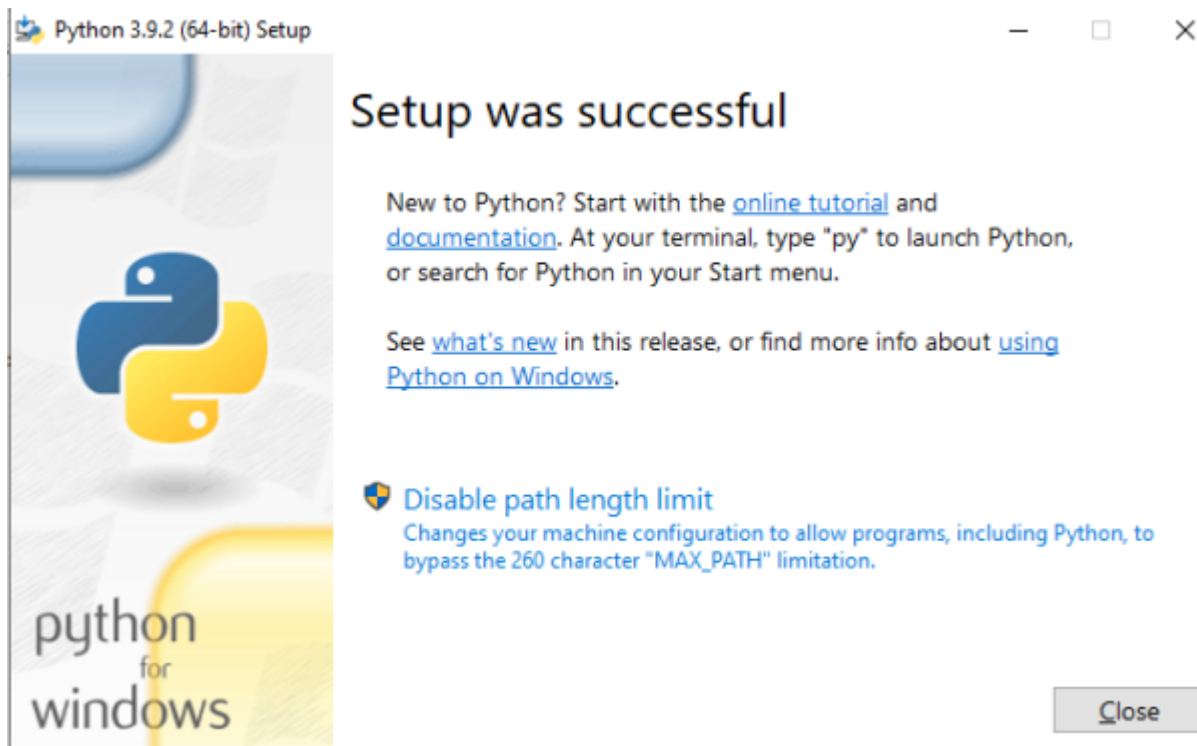 Python 3.9.2 (64-bit) Setup
Setup was successful
New to Python? Start with the online tutorial and
documentation. At your terminal, type "py" to launch Python,
or search for Python in your Start menu.
See what's new in this release, or find more info about using
Python on Windows.
Disable path length limit
Changes your machine configuration to allow programs, including Python, to
bypass the 260 character "MAX_PATH" limitation.
python
for
windows
Close